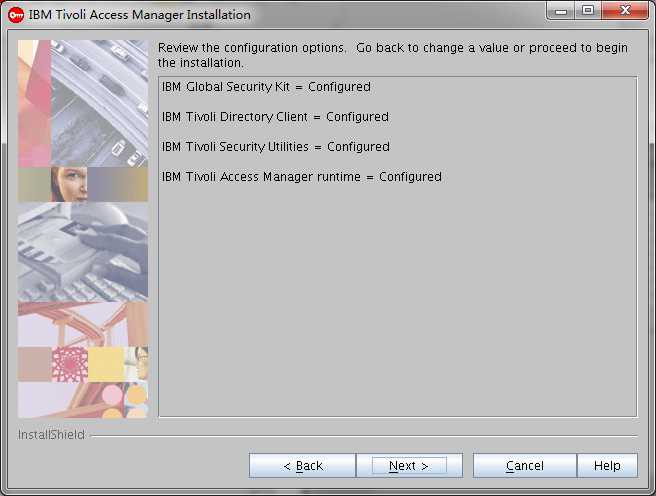 IBM Tivoli Access Manager Installation
Review the configuration options.  Go back to change a value or proceed to begin
the installation.
IBM Global Security Kit = Configured
IBM Tivoli Directory Client = Configured
IBM Tivoli Security Utilities = Configured
IBM Tivoli Access Manager runtime = Configured
InstallShield
< Back
Next >
Cancel
Help